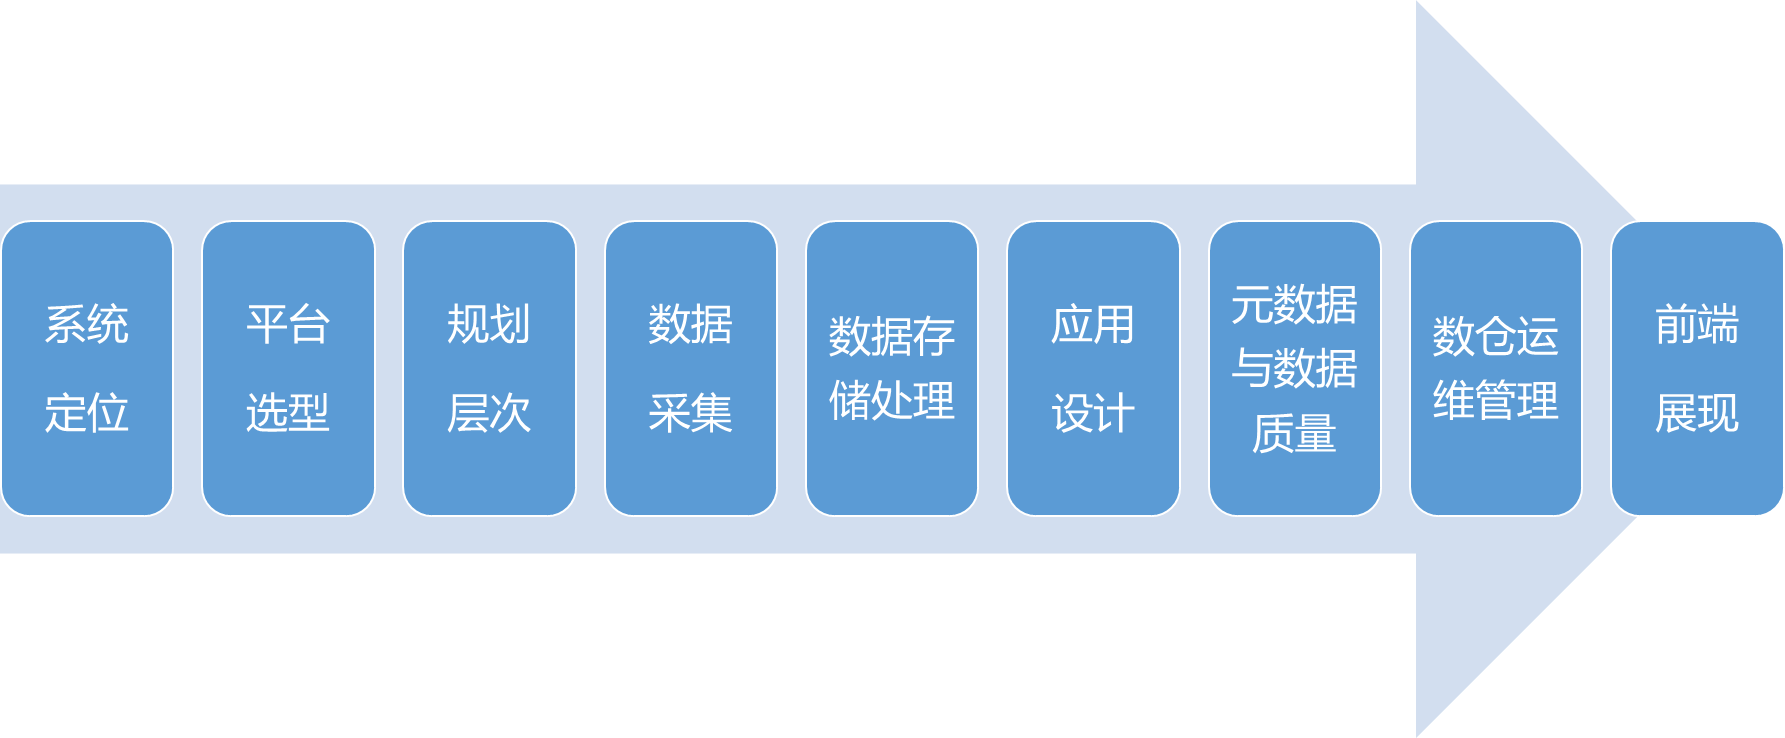 系统
定位
平台
选型
规划
层次
数据
采集
数据存
储处理
应用
设计
元数据
与数据
质量
数仓运
维管理
前端
展现